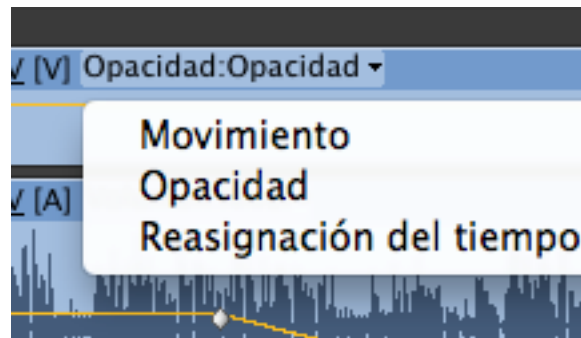 V [V] Opacidad:Opacidad
Movimiento
Opacidad
V [A]
Reasignación del tiempo